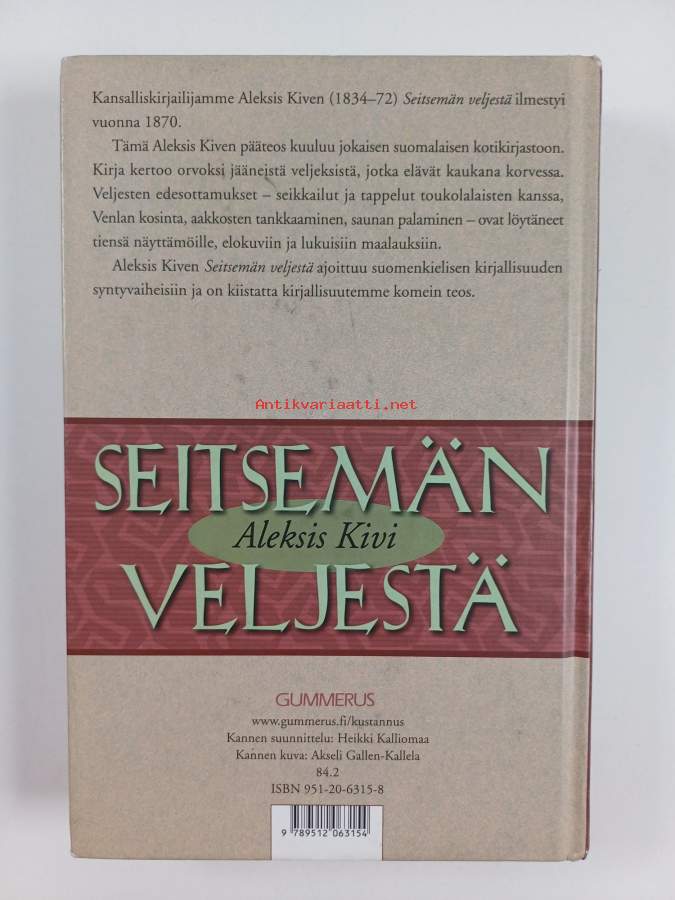 Kansalliskirjailijamme Aleksis Kiven (1834–72) Seitsemän veljestä ilmestyi
vuonna 1870.
Tämä Aleksis Kiven pääteos kuuluu jokaisen suomalaisen kotikirjastoon.
Kirja kertoo orvoksi jääneistä veljeksistä, jotka elävät kaukana korvessa.
Veljesten edesottamukset – seikkailut ja tappelut toukolalaisten kanssa,
Venlan kosinta, aakkosten tankkaaminen, saunan palaminen – ovat löytäneet
tiensä näyttämöille, elokuviin ja lukuisiin maalauksiin.
Aleksis Kiven Seitsemän veljestä ajoittuu suomenkielisen kirjallisuuden
syntyvaiheisiin ja on kiistatta kirjallisuutemme komein teos.
Antikvariaatti.net
SEITSEMÄN
Aleksis Kivi
VELJESTÄ
GUMMERUS
www.gummerus.fi/kustannus
Kannen suunnittelu: Heikki Kalliomaa
Kannen kuva: Akseli Gallen-Kallela
84.2
ISBN 951-20-6315-8
9 789512 063154